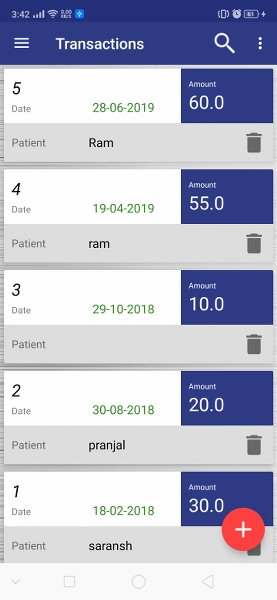 3:42
0.00 KB/S
61
Transactions
5
Date 28-06-2019
Amount
60.0
Patient Ram
4
Date 19-04-2019
Amount
55.0
Patient ram
3
Date 29-10-2018
Amount
10.0
Patient
2
Date 30-08-2018
Amount
20.0
Patient pranjal
1
Date 18-02-2018
Amount
30.0
Patient saransh